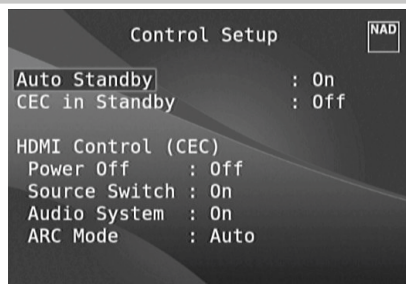 Control Setup
NAD
Auto Standby : On
CEC in Standby : Off
HDMI Control (CEC)
Power Off : Off
Source Switch : On
Audio System : On
ARC Mode : Auto